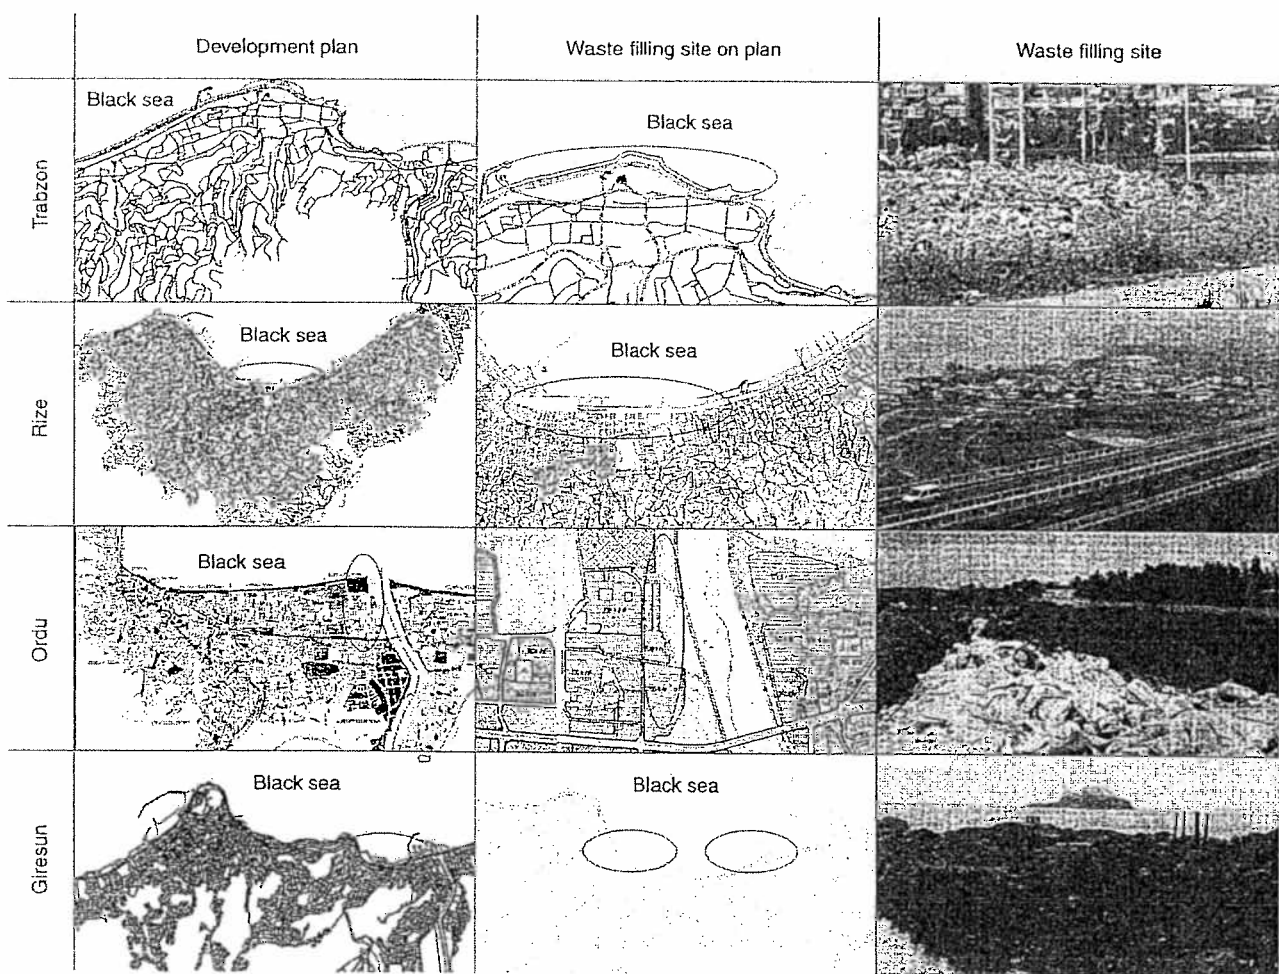 Development plan
Waste filling site on plan
Waste filling site
Trabzon
Black sea
Black sea
Rize
Black sea
Black sea
Ordu
Black sea
Giresun
Black sea
Black sea